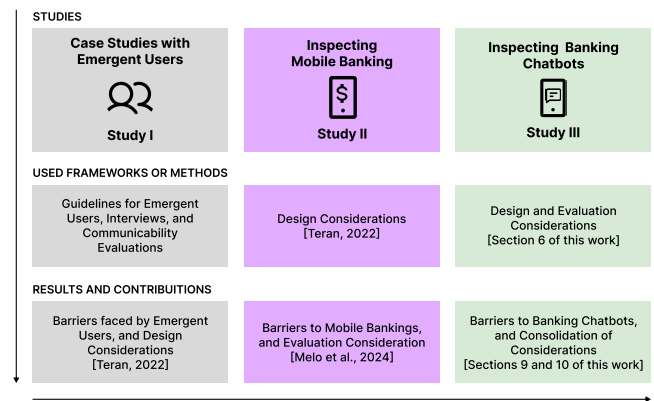 STUDIES
Case Studies with
Emergent Users
Study I
Inspecting
Mobile Banking
Study II
Inspecting Banking
Chatbots
Study III
USED FRAMEWORKS OR METHODS
Guidelines for Emergent
Users, Interviews, and
Communicability
Evaluations
Design Considerations
[Teran, 2022]
Design and Evaluation
Considerations
[Section 6 of this work]
RESULTS AND CONTRIBUITIONS
Barriers faced by Emergent
Users, and Design
Considerations
[Teran, 2022]
Barriers to Mobile Bankings,
and Evaluation Consideration
[Melo et al., 2024]
Barriers to Banking Chatbots,
and Consolidation of
Considerations
[Sections 9 and 10 of this work]